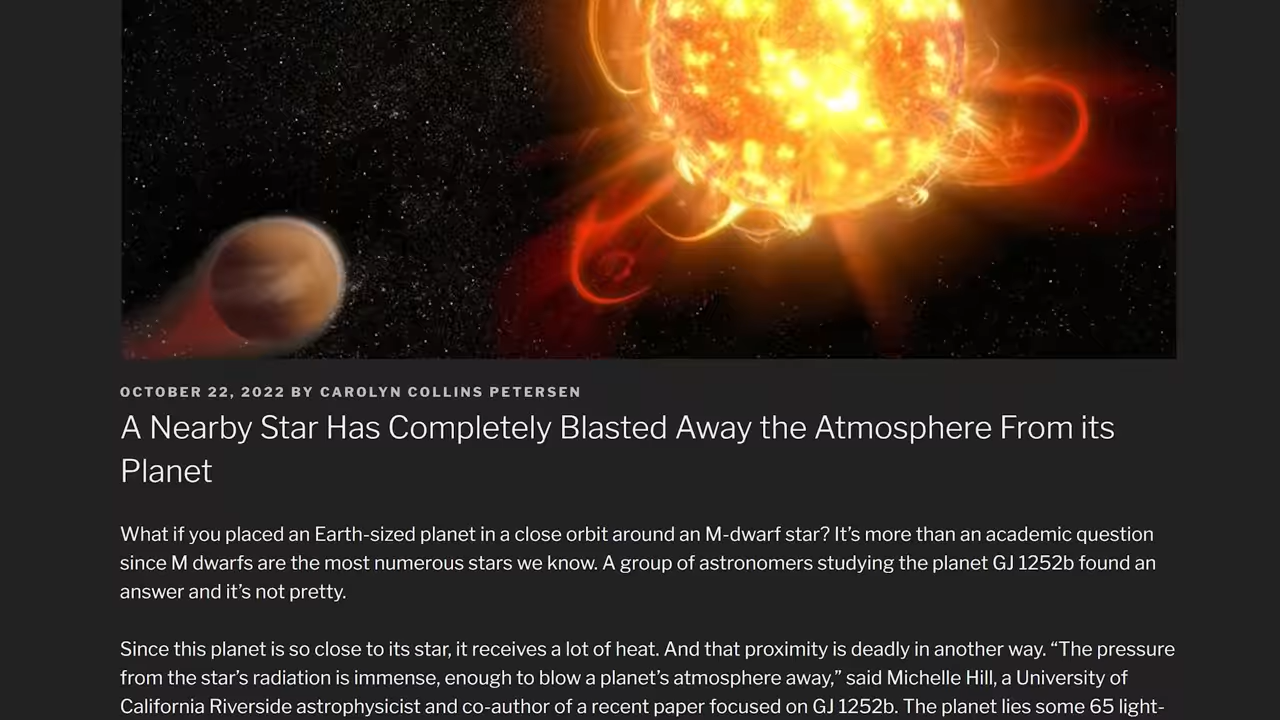 OCTOBER 22, 2022 BY CAROLYN COLLINS PETERSEN
A Nearby Star Has Completely Blasted Away the Atmosphere From its
Planet
What if you placed an Earth-sized planet in a close orbit around an M-dwarf star? It’s more than an academic question
since M dwarfs are the most numerous stars we know. A group of astronomers studying the planet GJ 1252b found an
answer and it’s not pretty.
Since this planet is so close to its star, it receives a lot of heat. And that proximity is deadly in another way. “The pressure
from the star’s radiation is immense, enough to blow a planet’s atmosphere away,” said Michelle Hill, a University of
California Riverside astrophysicist and co-author of a recent paper focused on GJ 1252b. The planet lies some 65 light-